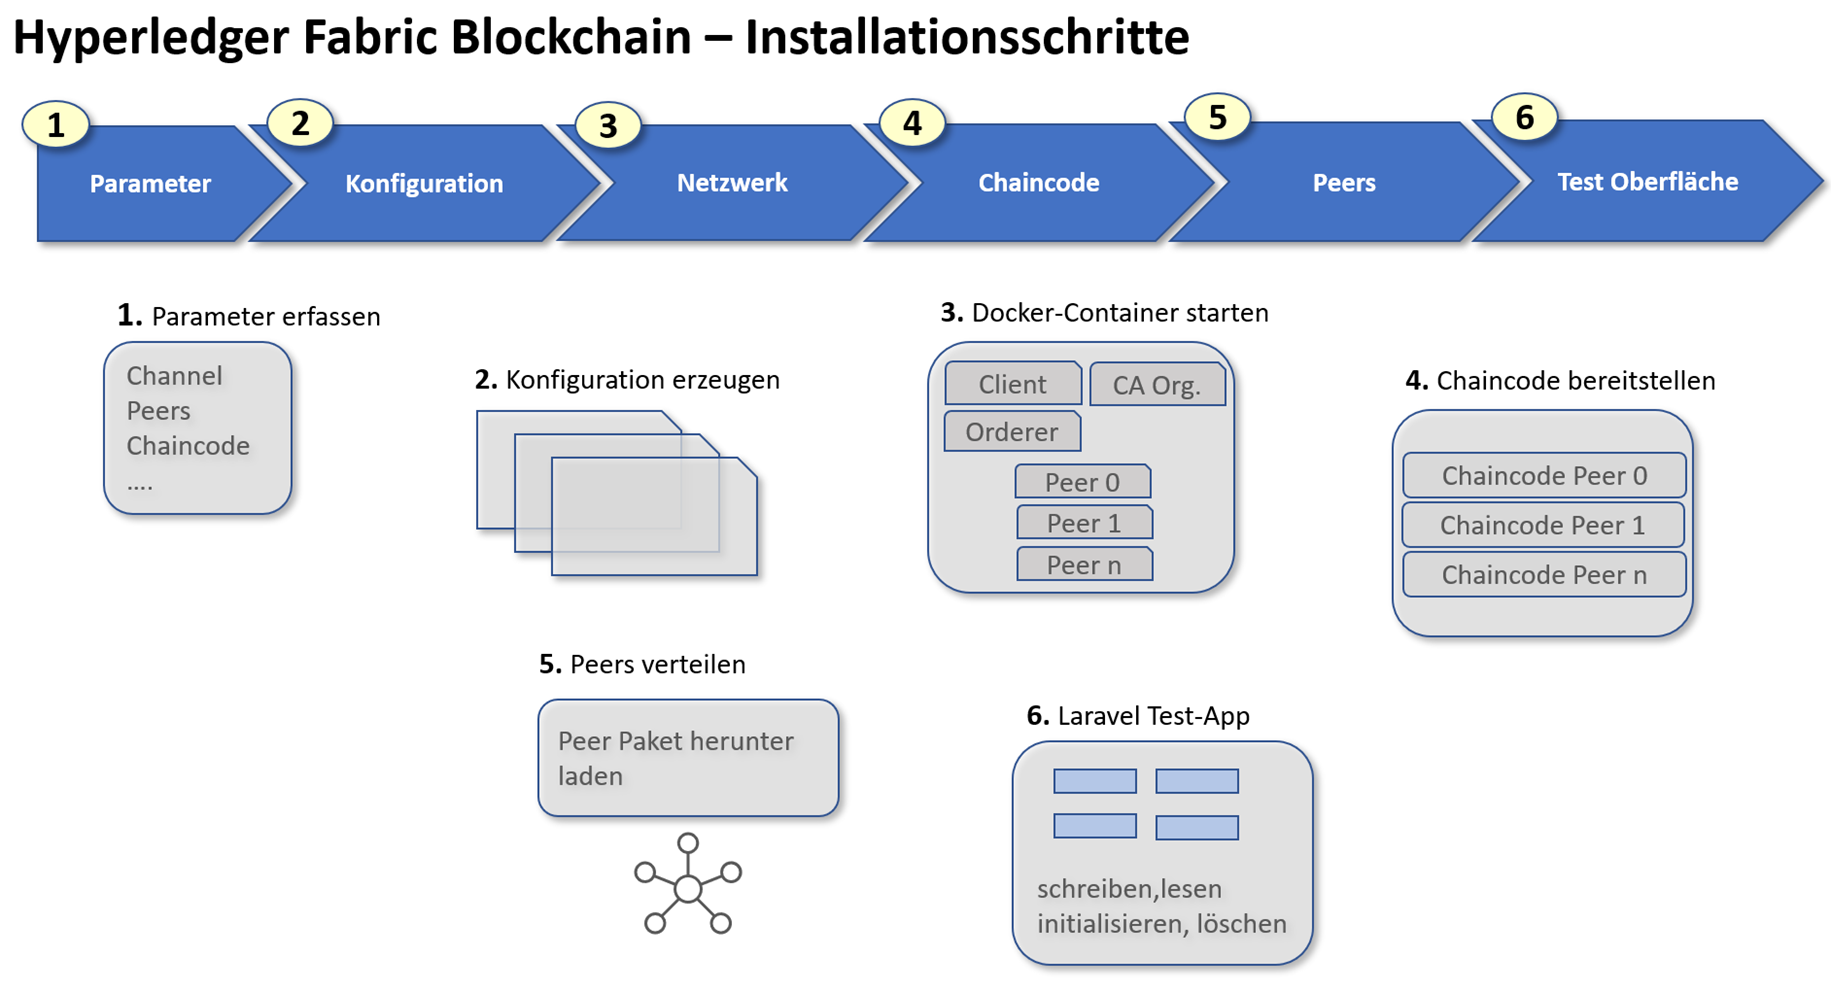 Hyperledger Fabric Blockchain – Installationsschritte
1
2
3
4
5
6
Parameter
Konfiguration
Netzwerk
Chaincode
Peers
Test Oberfläche
1. Parameter erfassen
Channel
Peers
Chaincode
....
2. Konfiguration erzeugen
3. Docker-Container starten
Client
CA Org.
Orderer
Peer 0
Peer 1
Peer n
4. Chaincode bereitstellen
Chaincode Peer 0
Chaincode Peer 1
Chaincode Peer n
5. Peers verteilen
Peer Paket herunter
laden
6. Laravel Test-App
schreiben,lesen
initialisieren, löschen